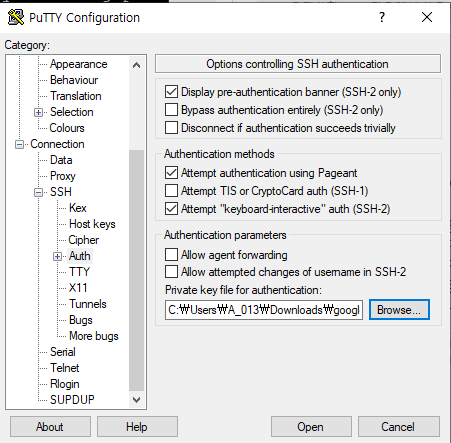 PuTTY Configuration
?
Category:
Appearance
Behaviour
Translation
Selection
Colours
Connection
Data
Proxy
SSH
Kex
Host keys
Cipher
Auth
TTY
X11
Tunnels
Bugs
More bugs
Serial
Telnet
Rlogin
SUPDUP
Options controlling SSH authentication
Display pre-authentication banner (SSH-2 only)
Bypass authentication entirely (SSH-2 only)
Disconnect if authentication succeeds trivially
Authentication methods
Attempt authentication using Pageant
Attempt TIS or CryptoCard auth (SSH-1)
Attempt "keyboard-interactive" auth (SSH-2)
Authentication parameters
Allow agent forwarding
Allow attempted changes of username in SSH-2
Private key file for authentication:
C:₩Users₩A_013₩Downloads₩googl
Browse...
About
Help
Open
Cancel